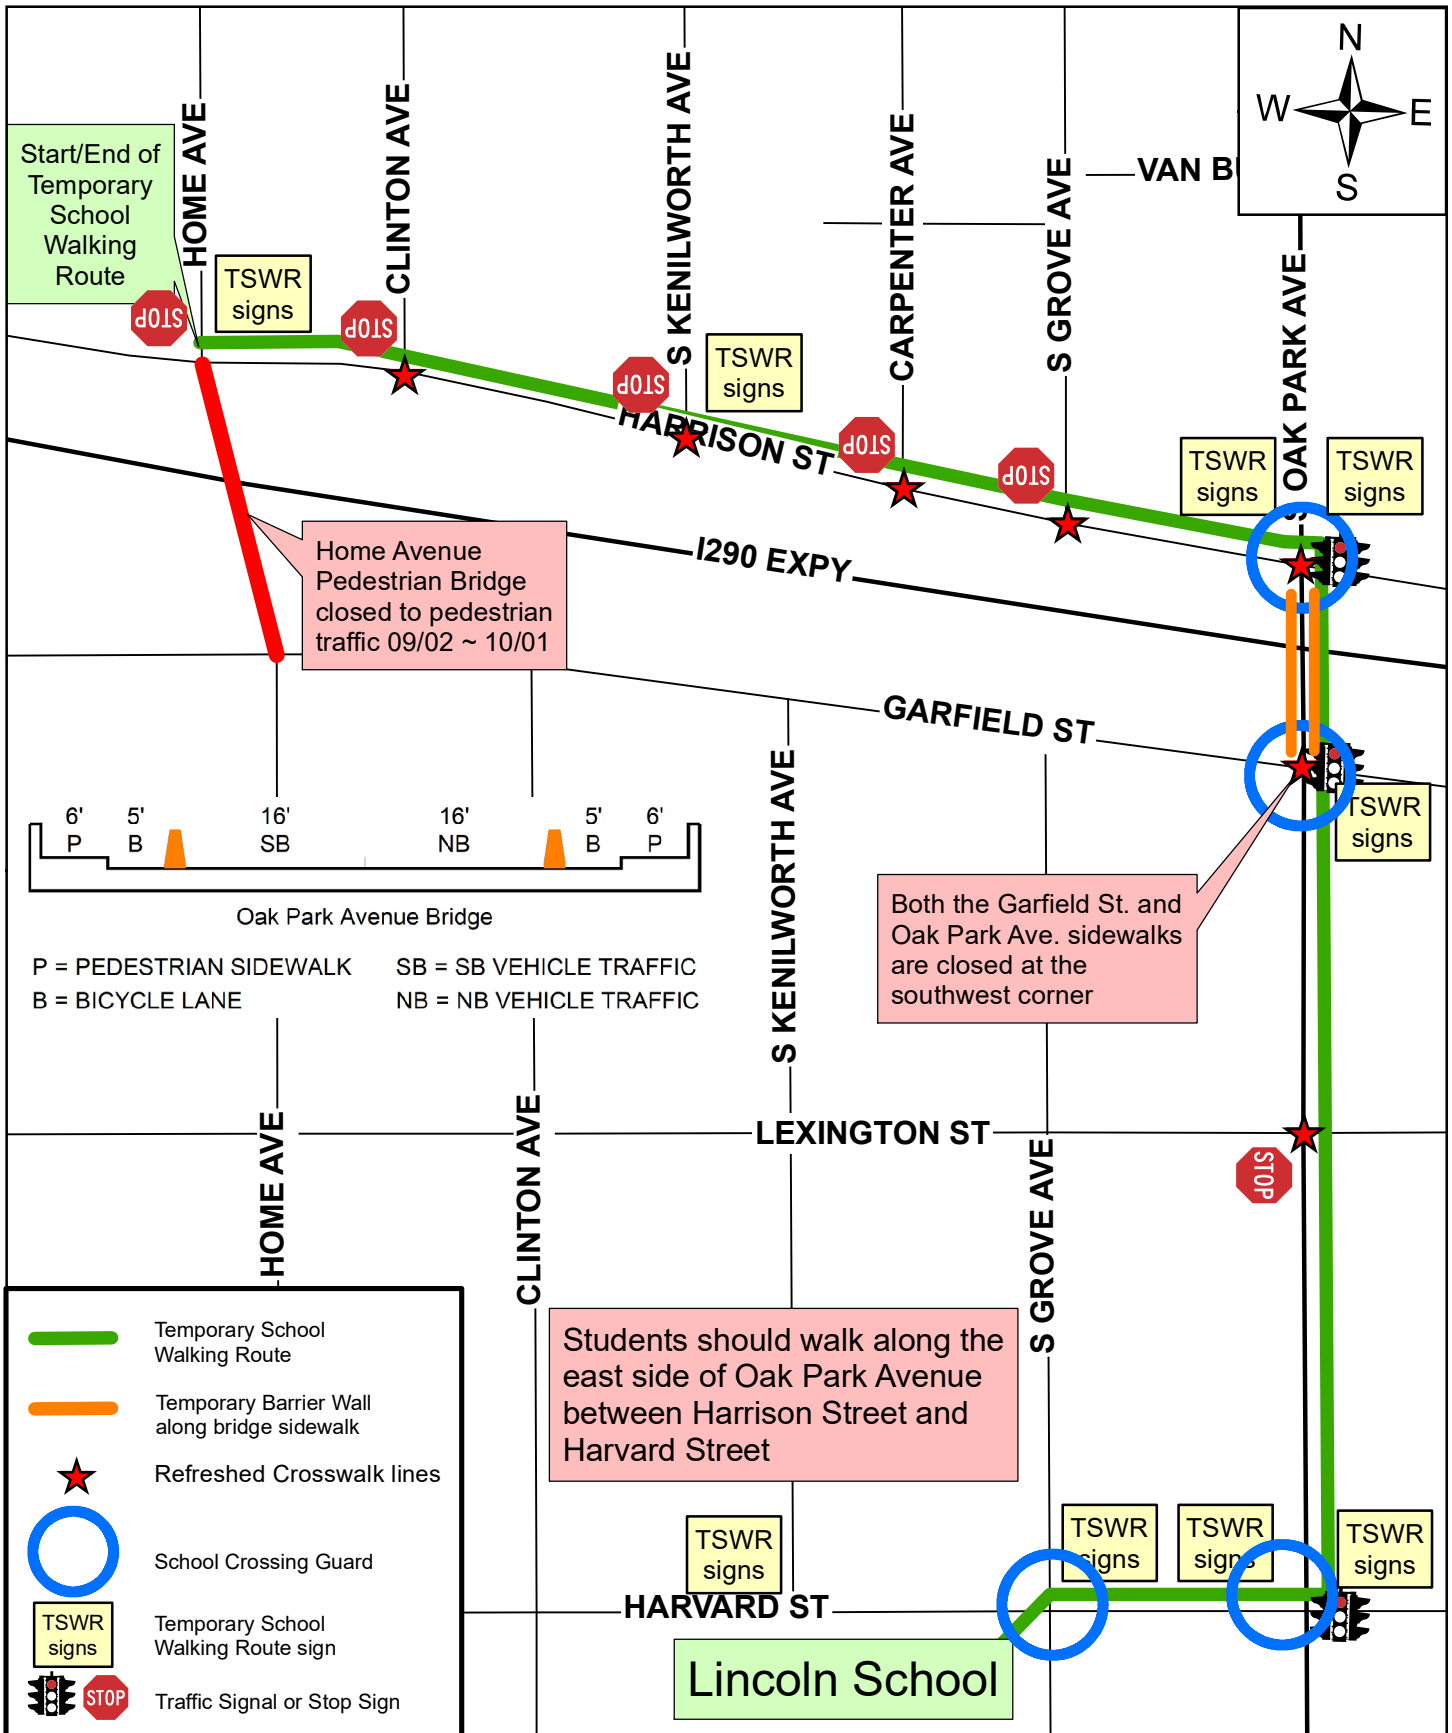 N
W
E
S
HOME AVE
CLINTON AVE
S KENILWORTH AVE
CARPENTER AVE
S GROVE AVE
VAN B
S OAK PARK AVE
Start/End of
Temporary
School
Walking
Route
TSWR
signs
STOP
STOP
STOP
TSWR
signs
STOP
STOP
HARRISON ST
TSWR
signs
TSWR
signs
I290 EXPY
Home Avenue
Pedestrian Bridge
closed to pedestrian
traffic 09/02 ~ 10/01
GARFIELD ST
TSWR
signs
6' 5' 16' 16' 5' 6'
P B SB NB B P
Oak Park Avenue Bridge
P = PEDESTRIAN SIDEWALK SB = SB VEHICLE TRAFFIC
B = BICYCLE LANE NB = NB VEHICLE TRAFFIC
S KENILWORTH AVE
Both the Garfield St. and
Oak Park Ave. sidewalks
are closed at the
southwest corner
HOME AVE
CLINTON AVE
LEXINGTON ST
S GROVE AVE
STOP
Students should walk along the
east side of Oak Park Avenue
between Harrison Street and
Harvard Street
TSWR
signs
TSWR
signs
TSWR
signs
TSWR
signs
HARVARD ST
Lincoln School
Temporary School
Walking Route
Temporary Barrier Wall
along bridge sidewalk
Refreshed Crosswalk lines
School Crossing Guard
TSWR
signs
Temporary School
Walking Route sign
STOP
Traffic Signal or Stop Sign